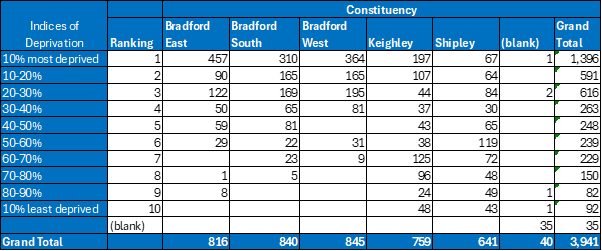 Constituency
Indices of Deprivation Ranking Bradford East Bradford South Bradford West Keighley Shipley (blank) Grand Total
10% most deprived 1 457 310 364 197 67 1 1,396
10-20% 2 90 165 165 107 64 591
20-30% 3 122 169 195 44 84 2 616
30-40% 4 50 65 81 37 30 263
40-50% 5 59 81 43 65 248
50-60% 6 29 22 31 38 119 239
60-70% 7 23 9 125 72 229
70-80% 8 1 5 96 48 150
80-90% 9 8 24 49 1 82
10% least deprived 10 48 43 1 92
(blank) 35 35
Grand Total 816 840 845 759 641 40 3,941